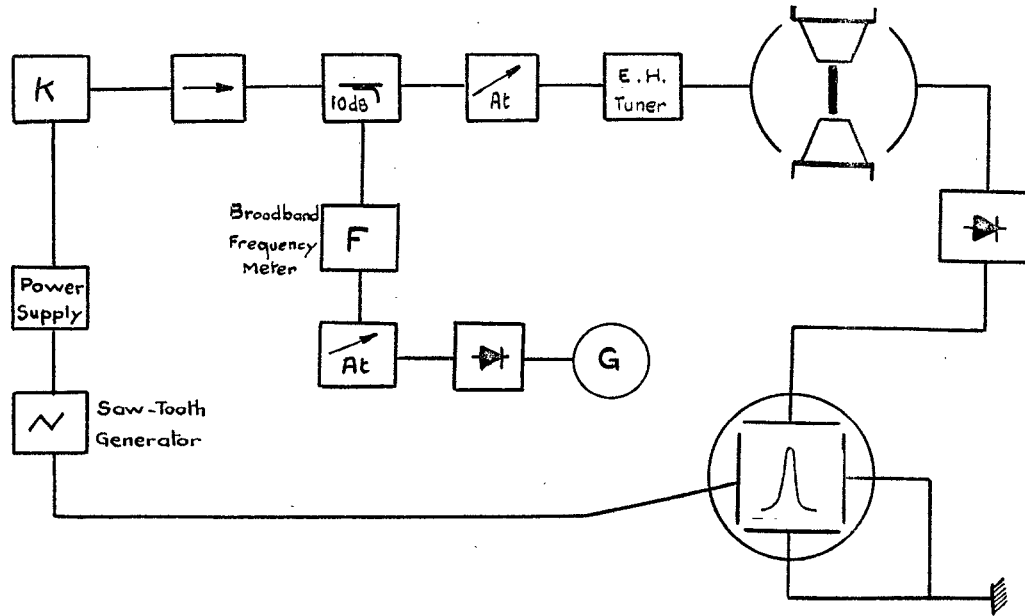 K
10dB
At
E.H.
Tuner
Broadband
Frequency
Meter
F
Power
Supply
At
G
Saw-Tooth
Generator